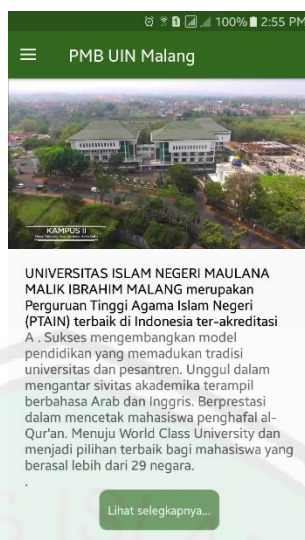 100% 2:55 PM
PMB UIN Malang
KAMPUS II
UNIVERSITAS ISLAM NEGERI MAULANA
MALIK IBRAHIM MALANG merupakan
Perguruan Tinggi Agama Islam Negeri
(PTAIN) terbaik di Indonesia ter-akreditasi
A . Sukses mengembangkan model
pendidikan yang memadukan tradisi
universitas dan pesantren. Unggul dalam
mengantar sivitas akademika terampil
berbahasa Arab dan Inggris. Berprestasi
dalam mencetak mahasiswa penghafal al-
Qur'an. Menuju World Class University dan
menjadi pilihan terbaik bagi mahasiswa yang
berasal lebih dari 29 negara.
.
Lihat selegkapnya...